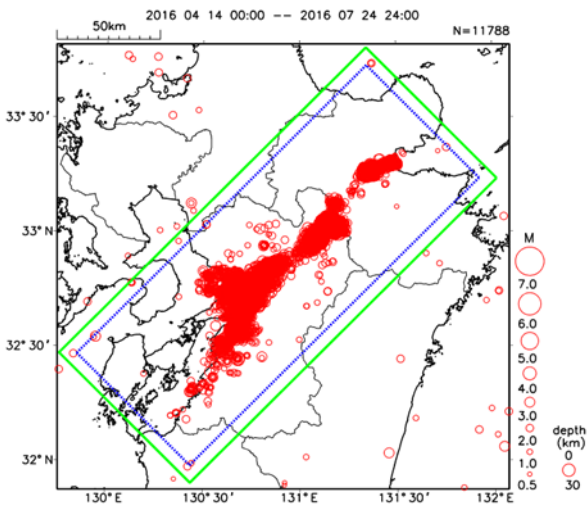 2016 04 14 00:00 -- 2016 07 24 24:00
50km
N=11788
33°30′
33°N
32°30′
32°N
130°E
130°30′
131°E
131°30′
132°E
M
7.0
6.0
5.0
4.0
3.0
2.0
1.0
0.5
depth
(km)
0
30